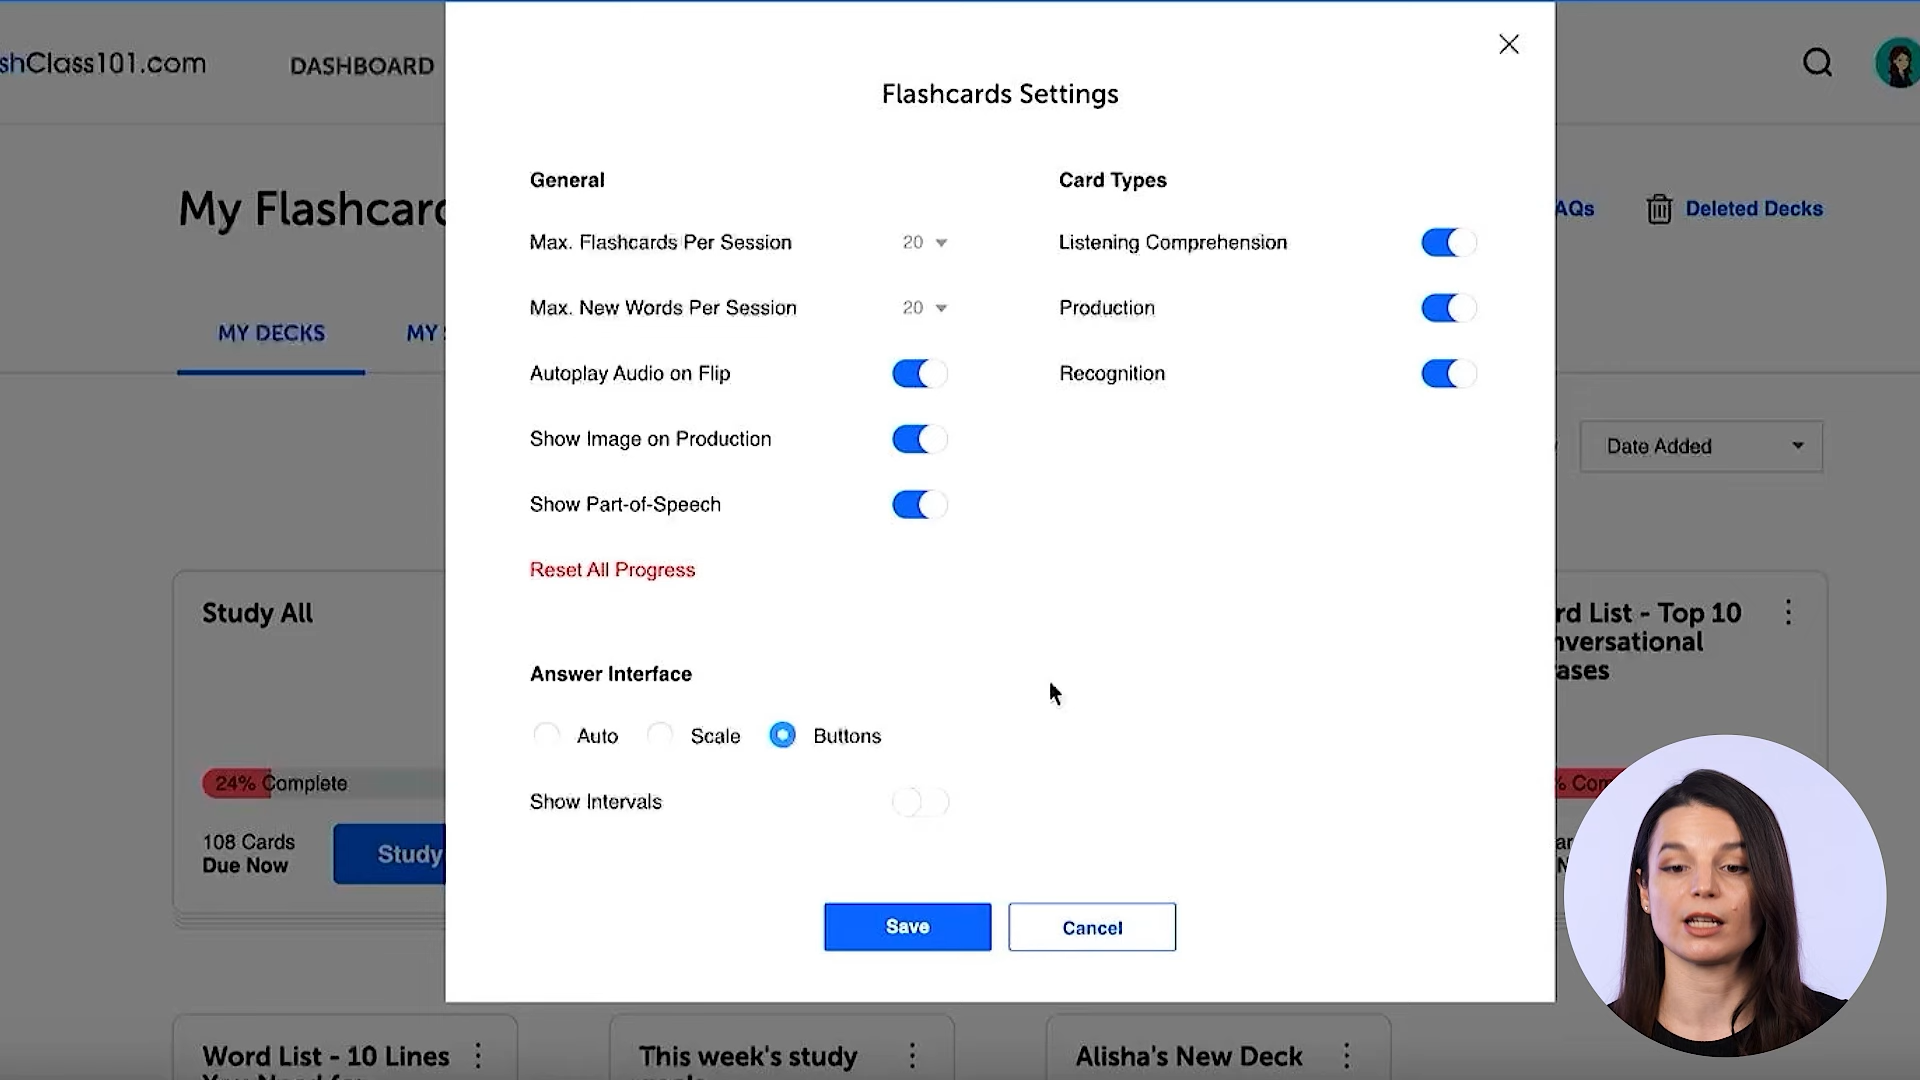 shClass101.com
DASHBOARD
Flashcards Settings
My Flashcard
AQs
Deleted Decks
MY DECKS
MY
General
Max. Flashcards Per Session 20
Max. New Words Per Session 20
Autoplay Audio on Flip
Show Image on Production
Show Part-of-Speech
Reset All Progress
Card Types
Listening Comprehension
Production
Recognition
Date Added
Answer Interface
Auto Scale Buttons
Show Intervals
Save Cancel
Study All
24% Complete
108 Cards
Due Now
Study
rd List - Top 10
nversational
ases
% Com
Word List - 10 Lines
This week's study
Alisha's New Deck